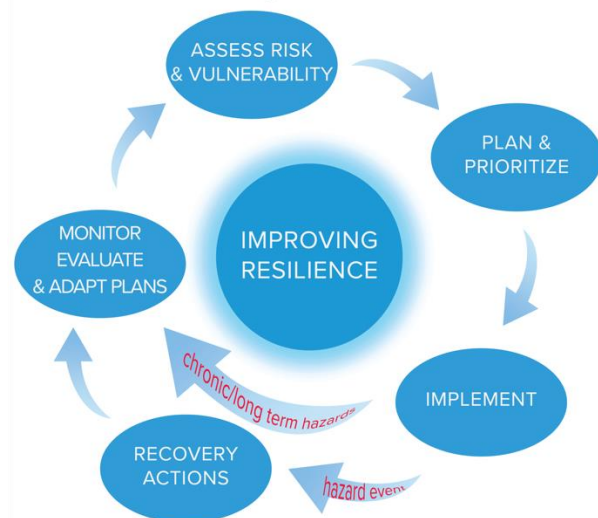 ASSESS RISK
& VULNERABILITY
PLAN &
PRIORITIZE
IMPROVING
RESILIENCE
MONITOR
EVALUATE
& ADAPT PLANS
chronic/long term hazards
IMPLEMENT
RECOVERY
ACTIONS
hazard even